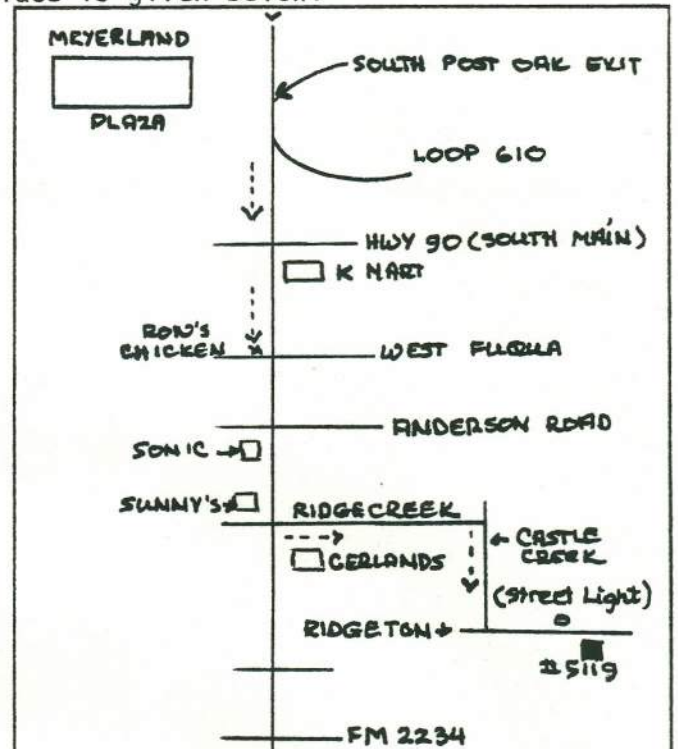 MEYERLAND
PLAZA
SOUTH POST OAK EXIT
LOOP 610
HWY 90 (SOUTH MAIN)
K MART
RON'S
CHICKEN
WEST FUQUA
ANDERSON ROAD
SONIC
SUNNY'S
RIDGECREEK
CASTLE
CREEK
GERLANDS
(Street Light)
RIDGETON
#5119
FM 2234